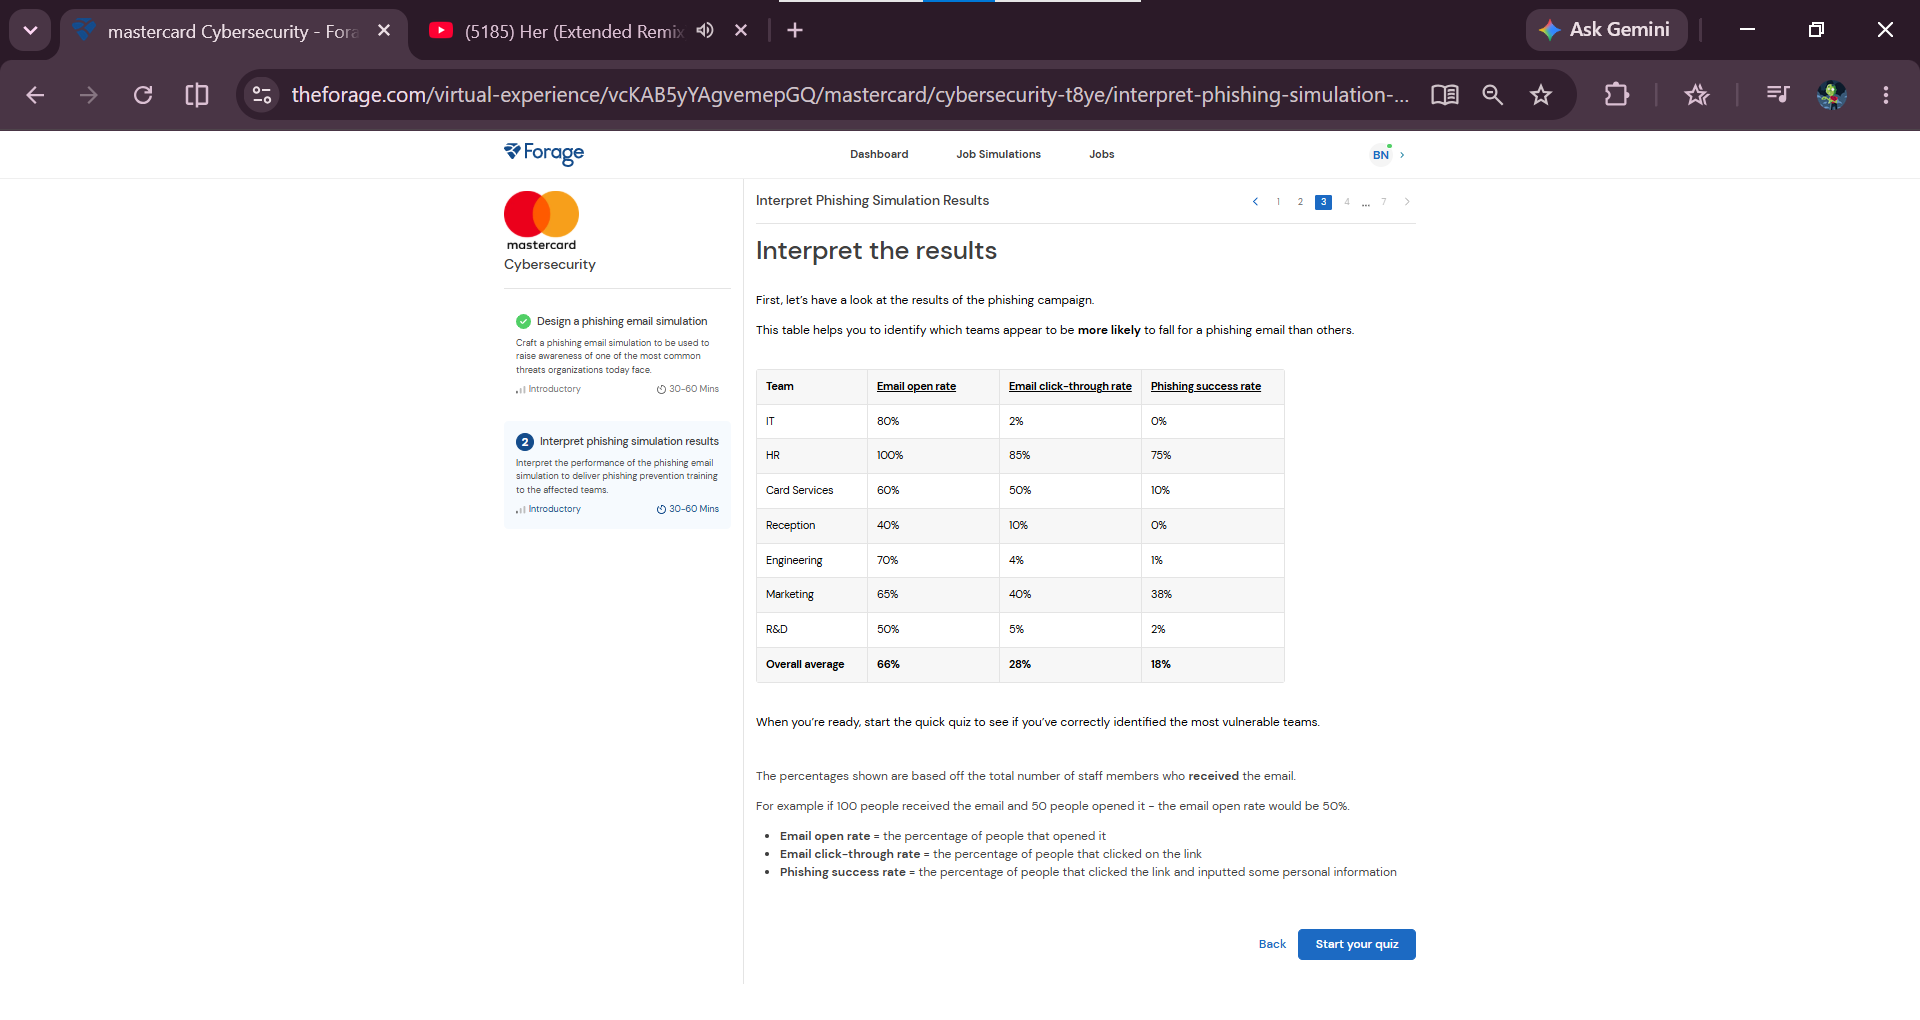 mastercard Cybersecurity - Fora
(5185) Her (Extended Remix
Ask Gemini
theforage.com/virtual-experience/vcKAB5yYAgvemepGQ/mastercard/cybersecurity-t8ye/interpret-phishing-simulation-...
Forage
Dashboard
Job Simulations
Jobs
BN
mastercard
Cybersecurity
Design a phishing email simulation
Craft a phishing email simulation to be used to
raise awareness of one of the most common
threats organizations today face.
Introductory 30-60 Mins
2 Interpret phishing simulation results
Interpret the performance of the phishing email
simulation to deliver phishing prevention training
to the affected teams.
Introductory 30-60 Mins
Interpret Phishing Simulation Results
1 2 3 4 ... 7
Interpret the results
First, let's have a look at the results of the phishing campaign.
This table helps you to identify which teams appear to be more likely to fall for a phishing email than others.
Team Email open rate Email click-through rate Phishing success rate
IT 80% 2% 0%
HR 100% 85% 75%
Card Services 60% 50% 10%
Reception 40% 10% 0%
Engineering 70% 4% 1%
Marketing 65% 40% 38%
R&D 50% 5% 2%
Overall average 66% 28% 18%
When you're ready, start the quick quiz to see if you've correctly identified the most vulnerable teams.
The percentages shown are based off the total number of staff members who received the email.
For example if 100 people received the email and 50 people opened it - the email open rate would be 50%.
• Email open rate = the percentage of people that opened it
• Email click-through rate = the percentage of people that clicked on the link
• Phishing success rate = the percentage of people that clicked the link and inputted some personal information
Back
Start your quiz